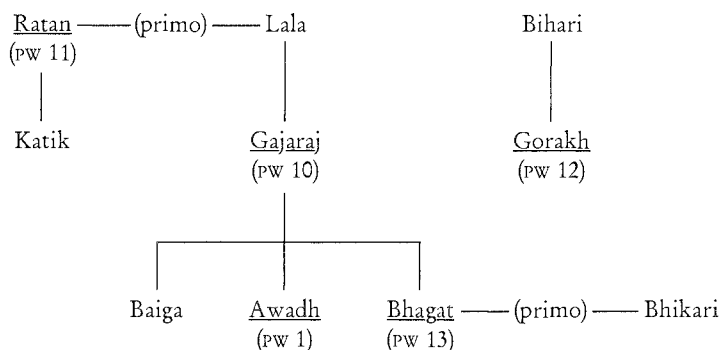 Ratan (primo) Lala Bihari
(PW 11)
Katik Gajaraj Gorakh
(PW 10) (PW 12)
Baiga Awadh Bhagat (primo) Bhikari
(PW 1) (PW 13)